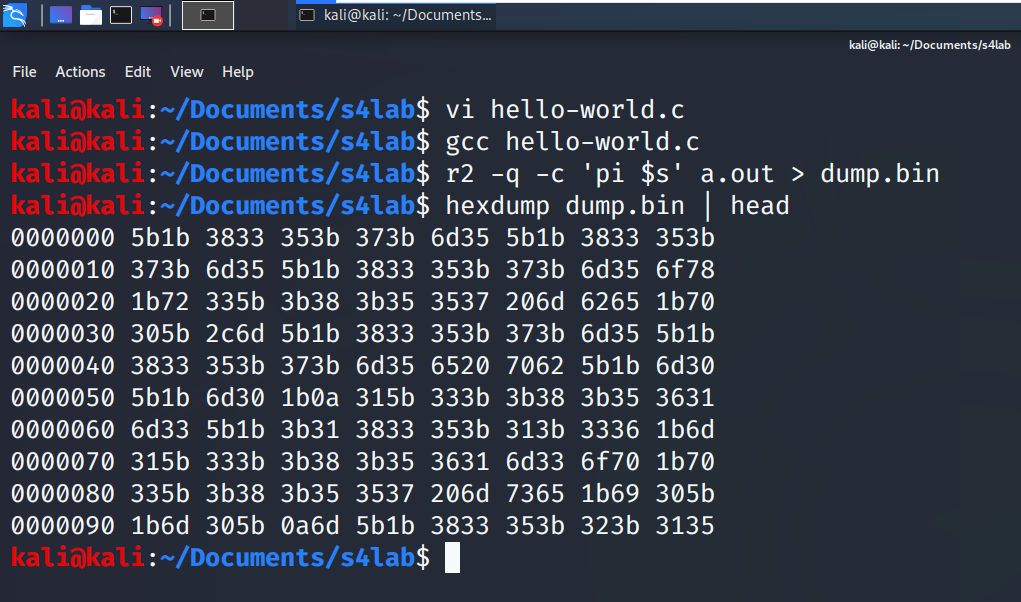 kali@kali: ~/Documents...
kali@kali: ~/Documents/s4lab
File Actions Edit View Help
kali@kali:~/Documents/s4lab$ vi hello-world.c
kali@kali:~/Documents/s4lab$ gcc hello-world.c
kali@kali:~/Documents/s4lab$ r2 -q -c 'pi $s' a.out > dump.bin
kali@kali:~/Documents/s4lab$ hexdump dump.bin | head
0000000 5b1b 3833 353b 373b 6d35 5b1b 3833 353b
0000010 373b 6d35 5b1b 3833 353b 373b 6d35 6f78
0000020 1b72 335b 3b38 3b35 3537 206d 6265 1b70
0000030 305b 2c6d 5b1b 3833 353b 373b 6d35 5b1b
0000040 3833 353b 373b 6d35 6520 7062 5b1b 6d30
0000050 5b1b 6d30 1b0a 315b 333b 3b38 3b35 3631
0000060 6d33 5b1b 3b31 3833 353b 313b 3336 1b6d
0000070 315b 333b 3b38 3b35 3631 6d33 6f70 1b70
0000080 335b 3b38 3b35 3537 206d 7365 1b69 305b
0000090 1b6d 305b 0a6d 5b1b 3833 353b 323b 3135
kali@kali:~/Documents/s4lab$